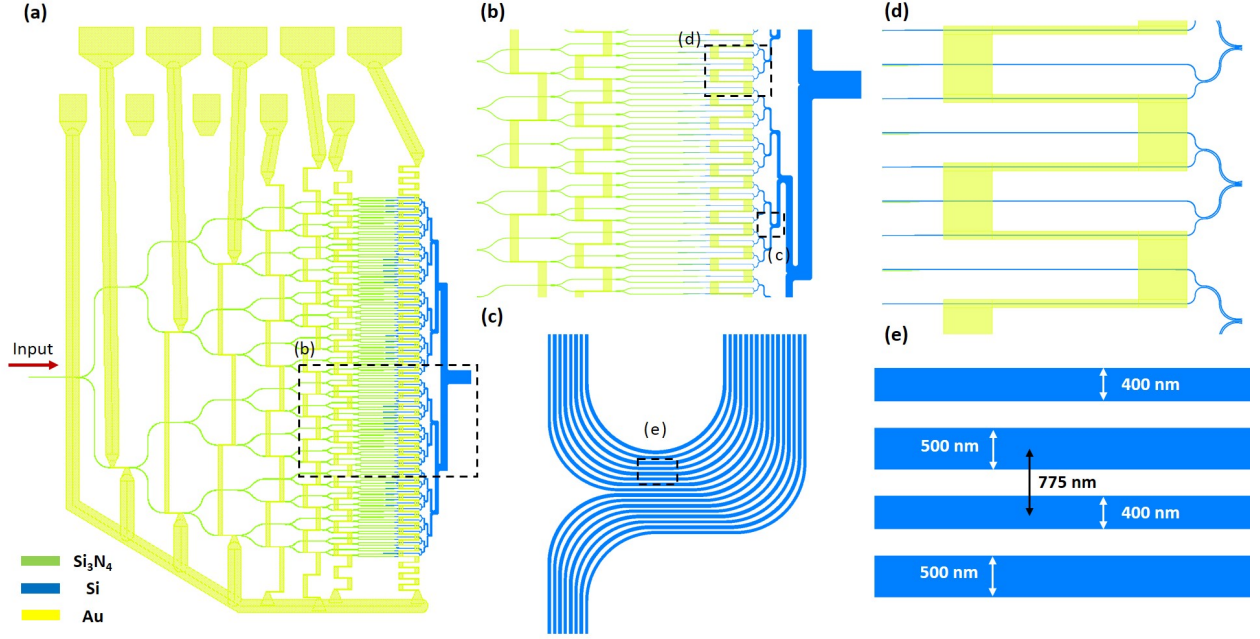 (a)
Input
(b)
Si₃N₄
Si
Au
(b)
(d)
(c)
(c)
(e)
(d)
(e)
400 nm
500 nm
775 nm
400 nm
500 nm